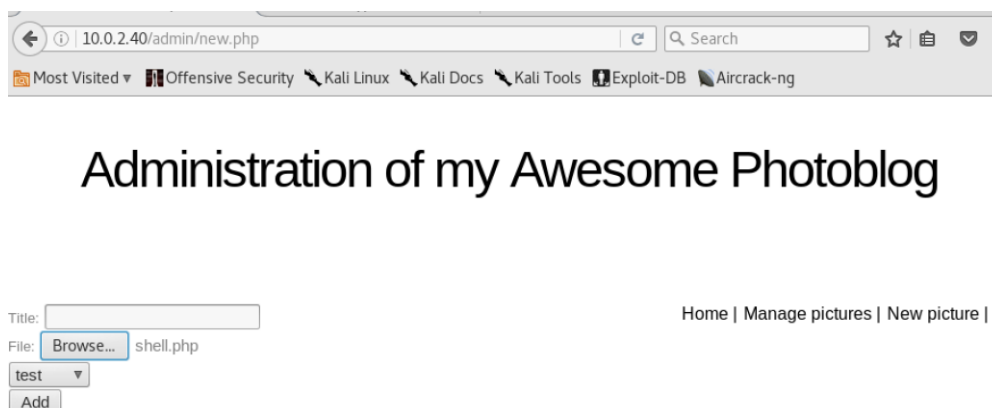 10.0.2.40/admin/new.php Search
Most Visited Offensive Security Kali Linux Kali Docs Kali Tools Exploit-DB Aircrack-ng
Administration of my Awesome Photoblog
Home | Manage pictures | New picture |
Title:
File: Browse... shell.php
test
Add